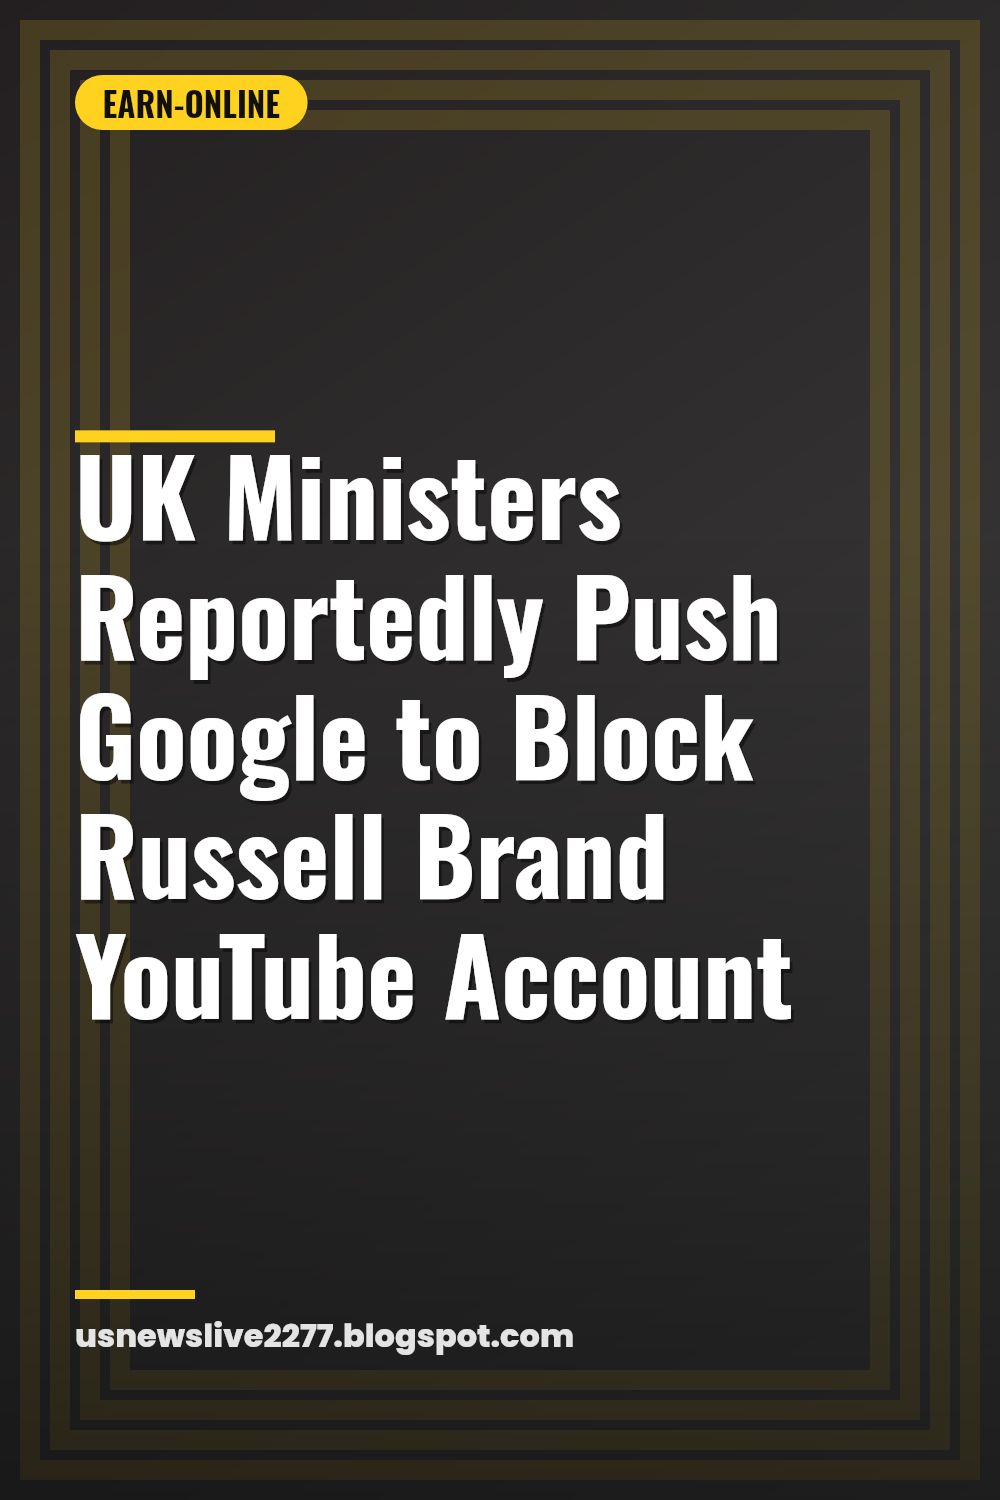 EARN-ONLINE
UK Ministers
Reportedly Push
Google to Block
Russell Brand
YouTube Account
usnewslive2277.blogspot.com